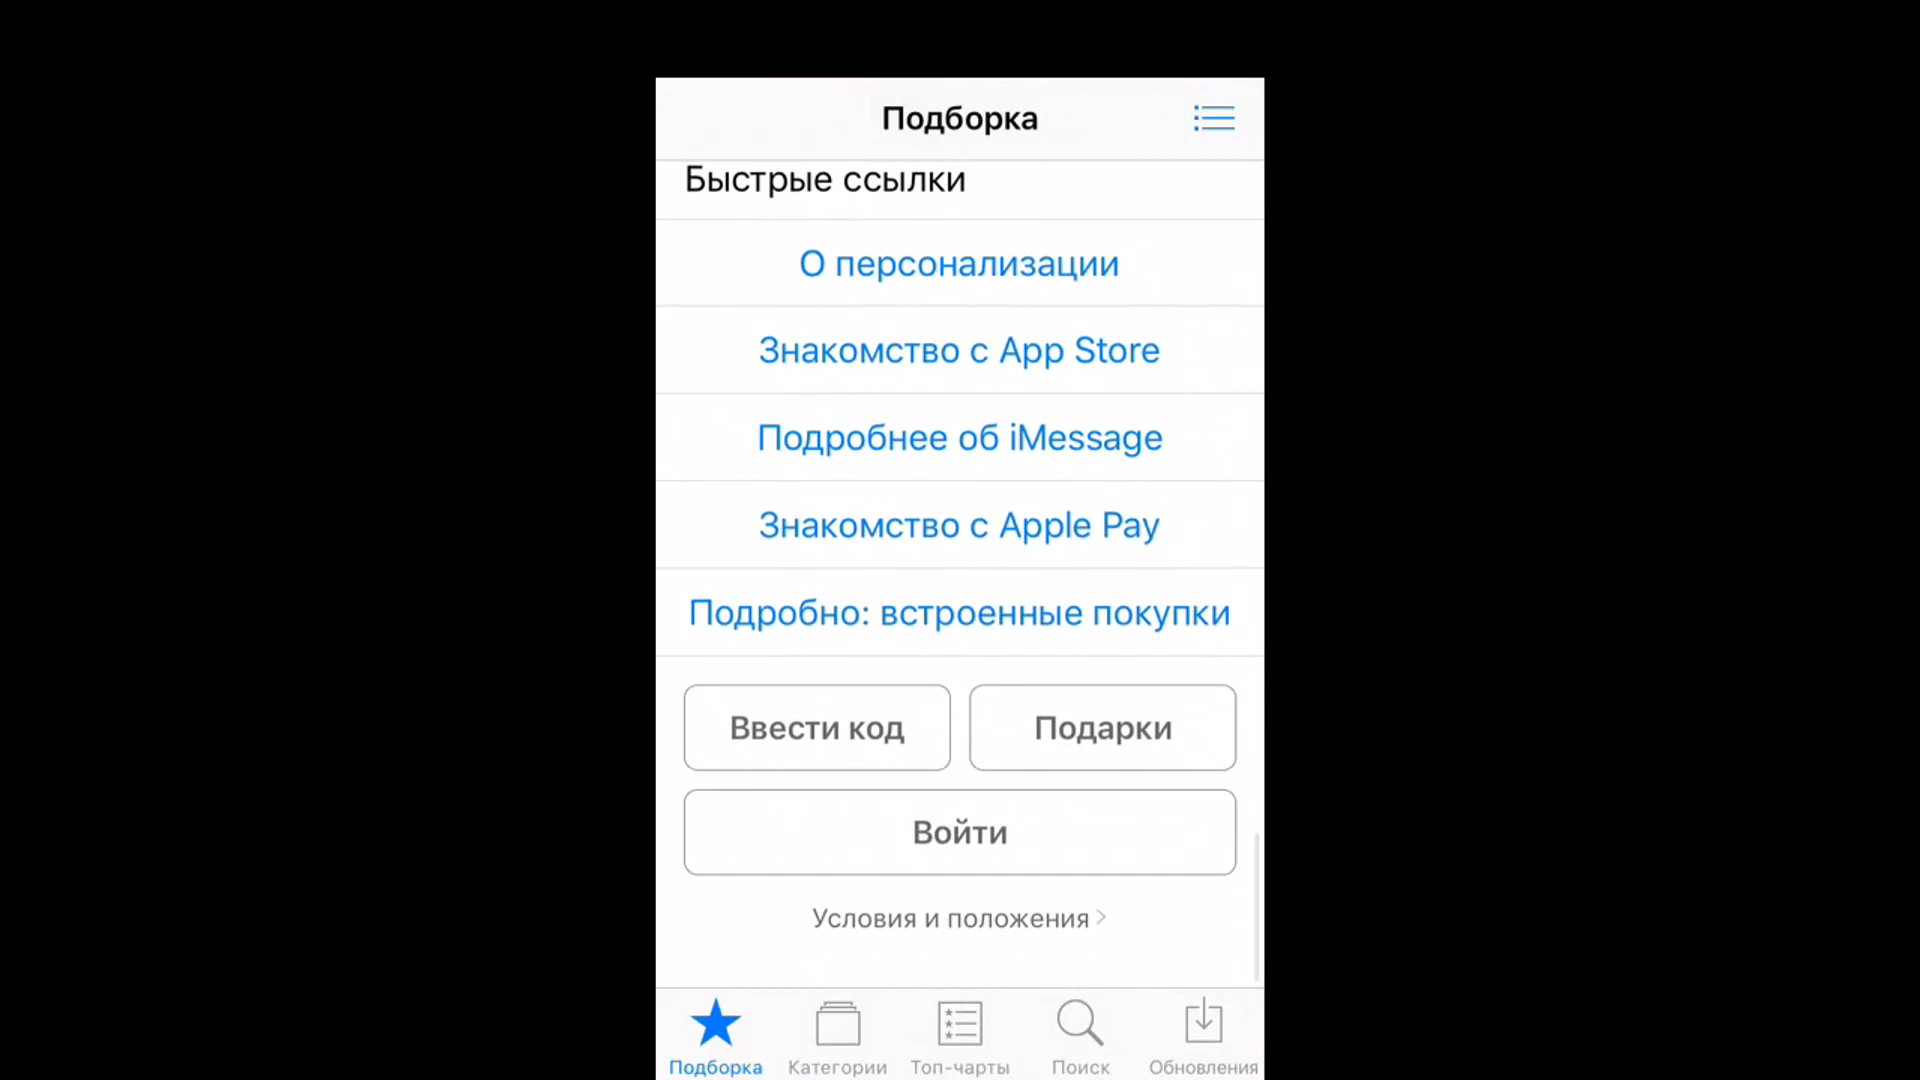 Подборка
Быстрые ссылки
О персонализации
Знакомство с App Store
Подробнее об iMessage
Знакомство с Apple Pay
Подробно: встроенные покупки
Ввести код
Подарки
Войти
Условия и положения
Подборка
Категории
Топ-чарты
Поиск
Обновления